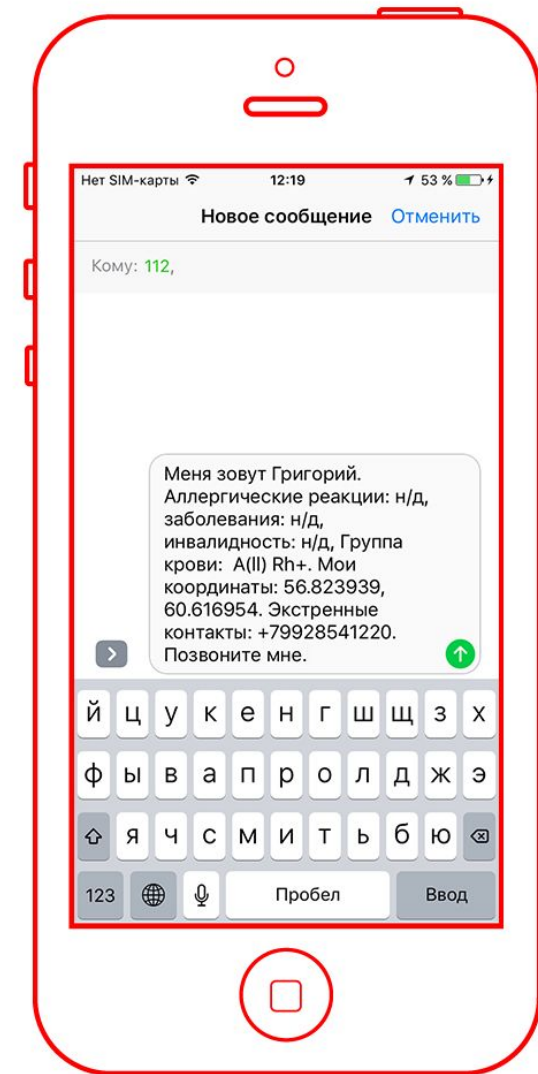 Нет SIM-карты 12:19 53 %
Новое сообщение Отменить
Кому: 112,
Меня зовут Григорий.
Аллергические реакции: н/д,
заболевания: н/д,
инвалидность: н/д, Группа
крови:  A(II) Rh+. Мои
координаты: 56.823939,
60.616954. Экстренные
контакты: +79928541220.
Позвоните мне.
й ц у к е н г ш щ з х
ф ы в а п р о л д ж э
я ч с м и т ь б ю
123 Пробел Ввод